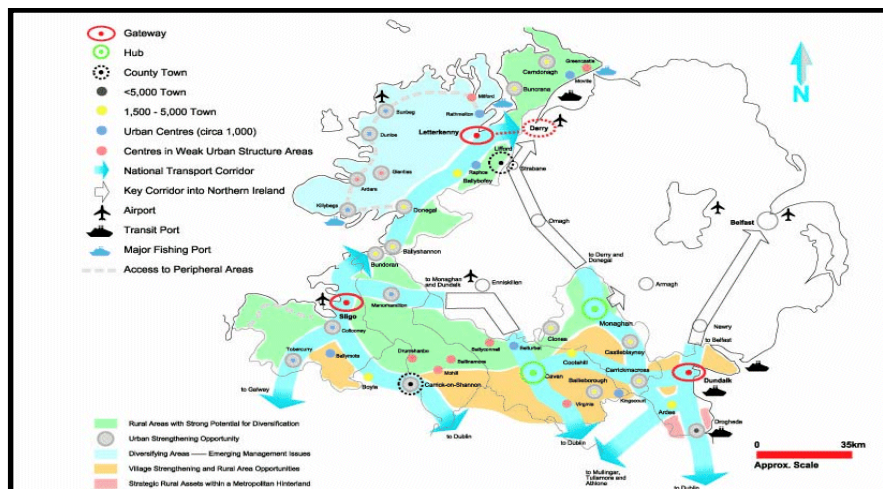 Gateway
Hub
County Town
<5,000 Town
1,500 - 5,000 Town
Urban Centres (circa 1,000)
Centres in Weak Urban Structure Areas
National Transport Corridor
Key Corridor into Northern Ireland
Airport
Transit Port
Major Fishing Port
Access to Peripheral Areas
N
Greencastle
Carndonagh
Moville
Buncrana
Milford
Rathmelton
Letterkenny
Derry
Lifford
Strabane
Raphoe
Ballybofey
Dunloe
Glenties
Ardara
Killybegs
Donegal
Ballyshannon
Bundoran
Omagh
Belfast
to Derry and
Donegal
to Monaghan
and Dundalk
Enniskillen
Armagh
Sligo
Manorhamilton
Monaghan
Newry
to Belfast
Collooney
Clones
Castleblayney
Tobercurry
Ballymote
Drumshanbo
Ballyconnell
Belturbet
Ballinamore
Cootehill
Carrickmacross
Dundalk
Mohill
Cavan
Boyle
Carrick-on-Shannon
Bailieborough
Kingscourt
Virginia
Ardee
Drogheda
to Galway
to Dublin
to Dublin
to Mullingar,
Tullamore and
Athlone
to Dublin
Rural Areas with Strong Potential for Diversification
Urban Strengthening Opportunity
Diversifying Areas — Emerging Management Issues
Village Strengthening and Rural Area Opportunities
Strategic Rural Assets within a Metropolitan Hinterland
0 35km
Approx. Scale